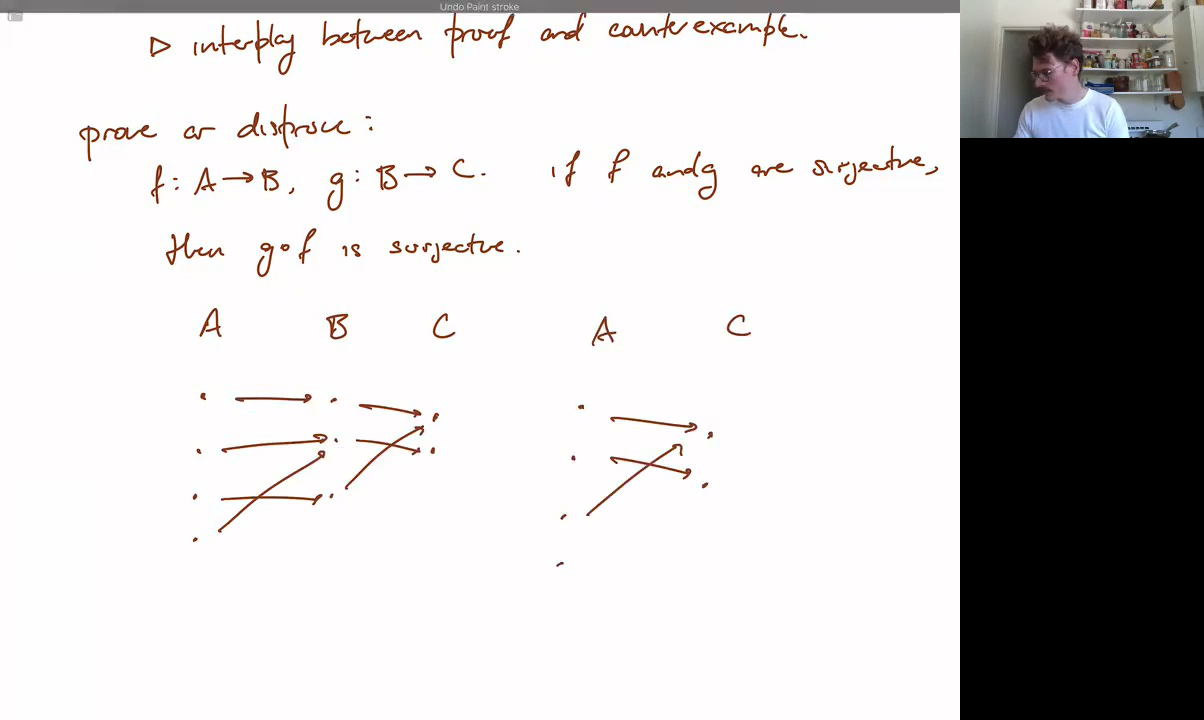 Undo Paint stroke
▷ interplay between proof and counterexample.
prove or disprove:
f: A → B, g: B → C. if f and g are surjective,
then g∘f is surjective.
A B C A C